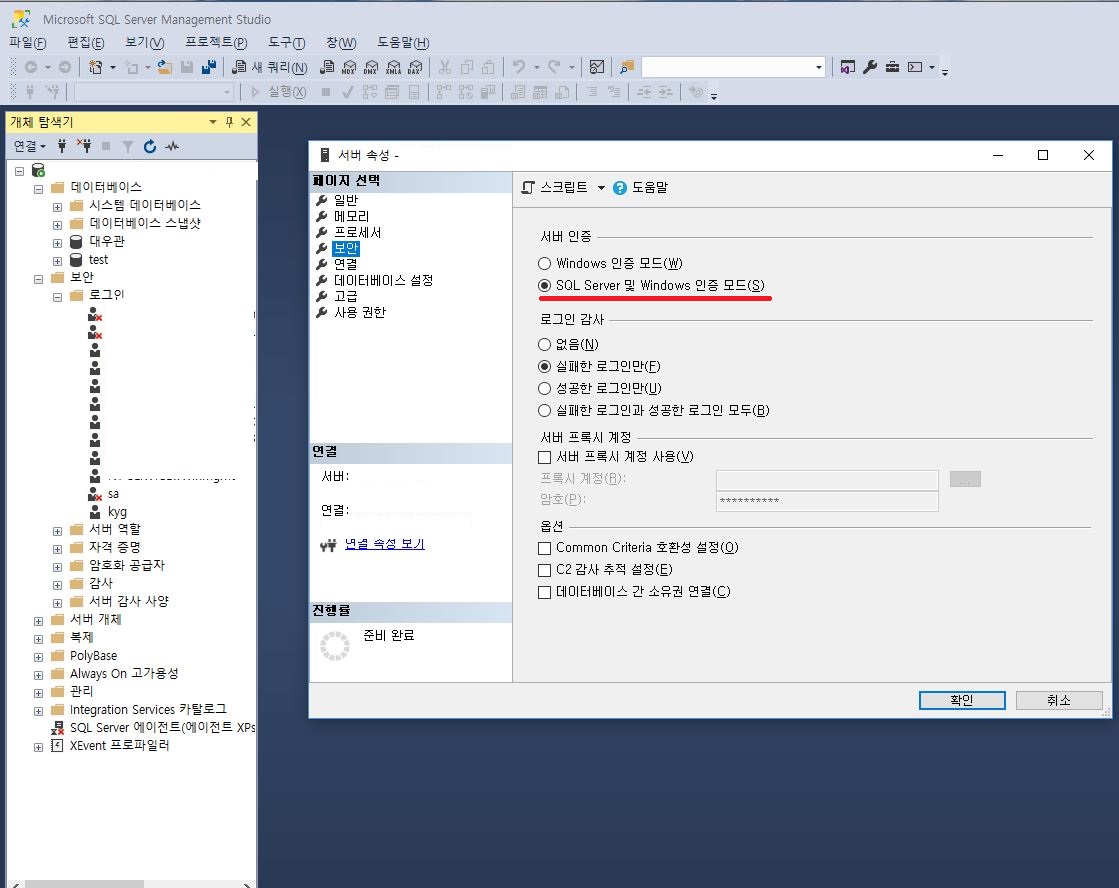 Microsoft SQL Server Management Studio
파일(F) 편집(E) 보기(V) 프로젝트(P) 도구(T) 창(W) 도움말(H)
새 쿼리(N) MDX DMX XMLA DAX
실행(X)
개체 탐색기
연결
데이터베이스
시스템 데이터베이스
데이터베이스 스냅샷
대우관
test
보안
로그인
sa
kyg
서버 역할
자격 증명
암호화 공급자
감사
서버 감사 사양
서버 개체
복제
PolyBase
Always On 고가용성
관리
Integration Services 카탈로그
SQL Server 에이전트(에이전트 XPs
XEvent 프로파일러
서버 속성 -
페이지 선택
일반
메모리
프로세서
보안
연결
데이터베이스 설정
고급
사용 권한
연결
서버:
연결:
연결 속성 보기
진행률
준비 완료
스크립트 도움말
서버 인증
Windows 인증 모드(W)
SQL Server 및 Windows 인증 모드(S)
로그인 감사
없음(N)
실패한 로그인만(F)
성공한 로그인만(U)
실패한 로그인과 성공한 로그인 모두(B)
서버 프록시 계정
서버 프록시 계정 사용(V)
프록시 계정(R):
...
암호(P): **********
옵션
Common Criteria 호환성 설정(O)
C2 감사 추적 설정(E)
데이터베이스 간 소유권 연결(C)
확인 취소